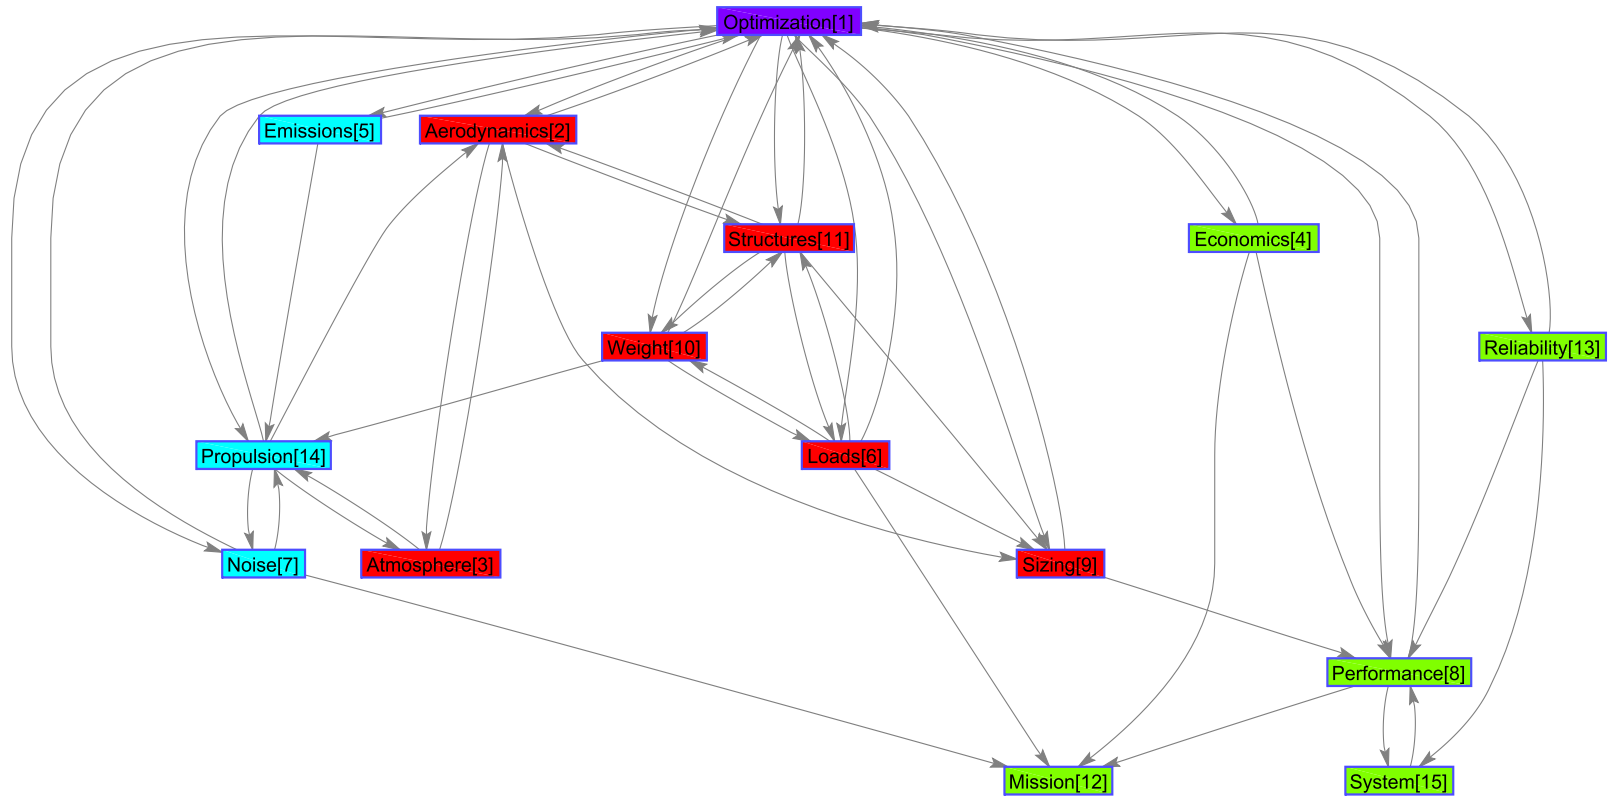 Optimization[1]
Emissions[5]
Aerodynamics[2]
Structures[11]
Economics[4]
Weight[10]
Reliability[13]
Propulsion[14]
Loads[6]
Noise[7]
Atmosphere[3]
Sizing[9]
Performance[8]
Mission[12]
System[15]